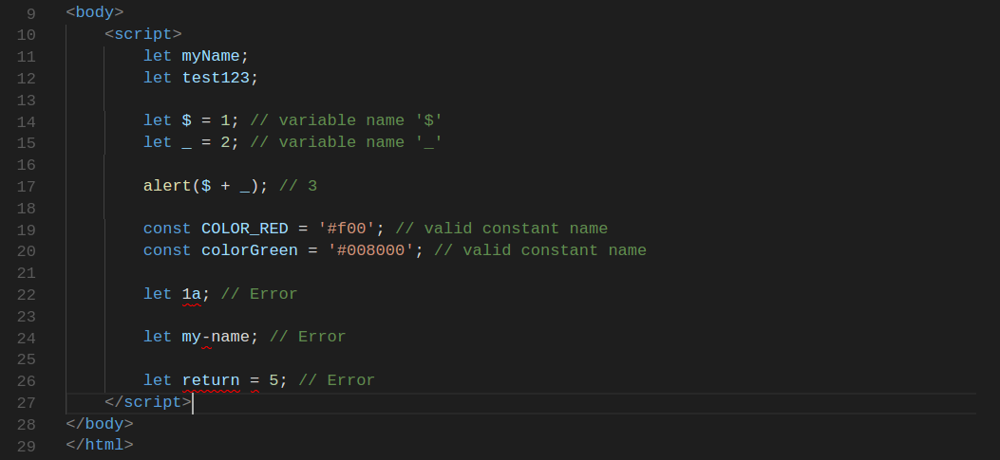 9 <body>
10 <script>
11 let myName;
12 let test123;
13
14 let $ = 1; // variable name '$'
15 let _ = 2; // variable name '_'
16
17 alert($ + _); // 3
18
19 const COLOR_RED = '#f00'; // valid constant name
20 const colorGreen = '#008000'; // valid constant name
21
22 let 1a; // Error
23
24 let my-name; // Error
25
26 let return = 5; // Error
27 </script>
28 </body>
29 </html>